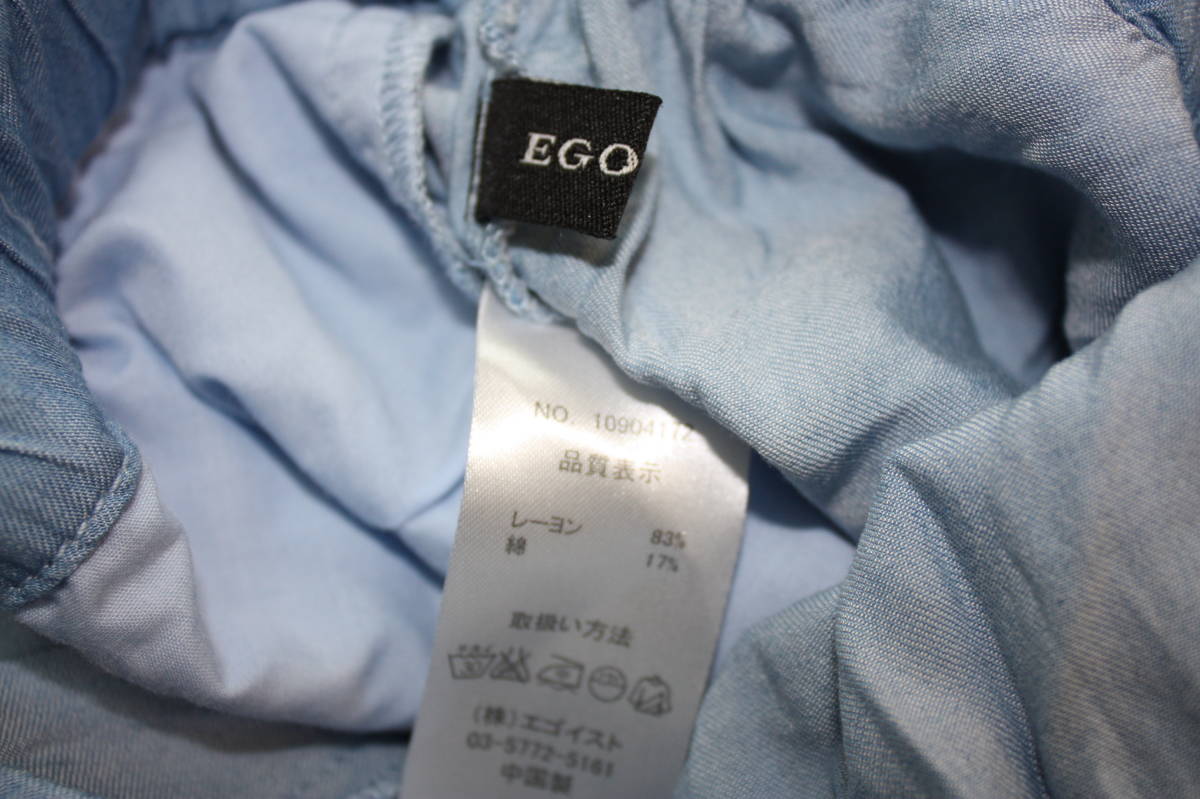 EGO
NO. 10904172
品質表示
レーヨン 83%
綿 17%
取扱い方法
(株)エゴイスト
03-5772-5161
中国製